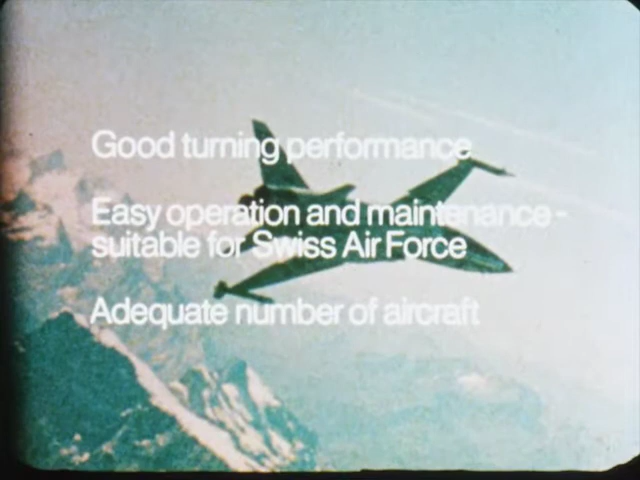 Good turning performance
Easy operation and maintenance -
suitable for Swiss Air Force
Adequate number of aircraft